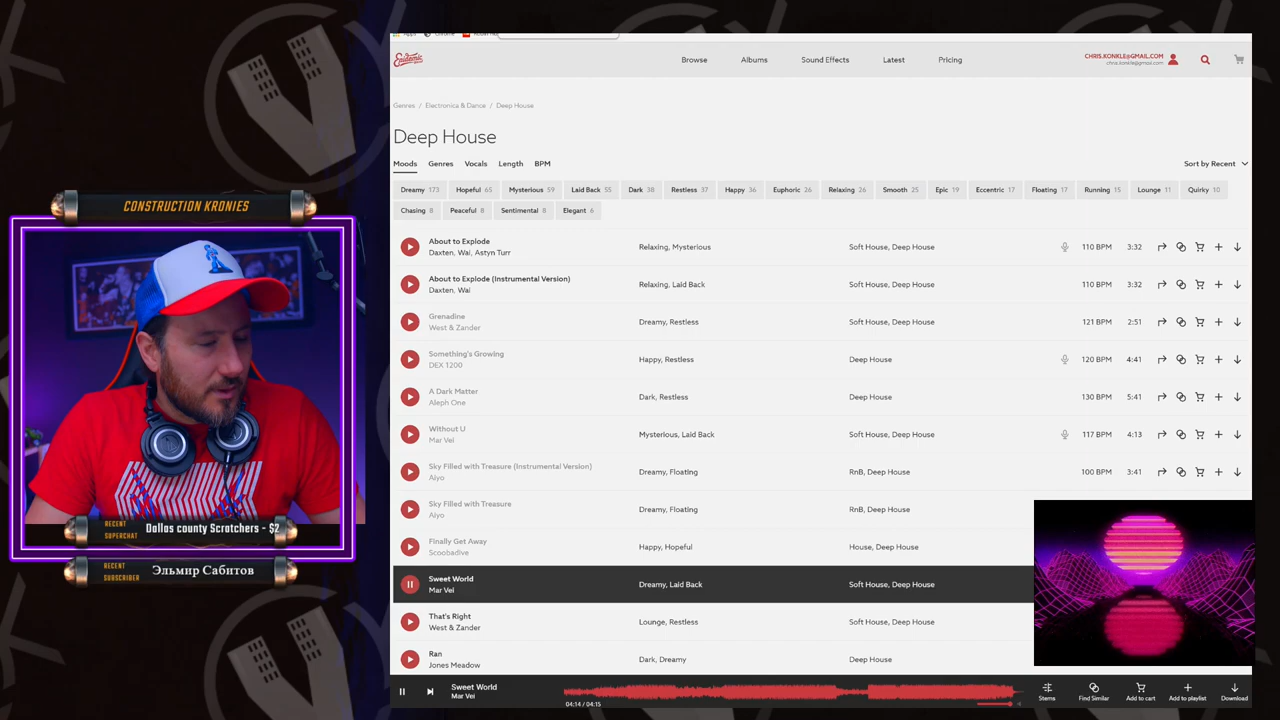 Apps Chrome
Epidemic
Browse Albums Sound Effects Latest Pricing
CHRIS.KONKLE@GMAIL.COM
chris.konkle@gmail.com
Genres / Electronica & Dance / Deep House
Deep House
Moods Genres Vocals Length BPM
Sort by Recent
Dreamy 173 Hopeful 65 Mysterious 59 Laid Back 55 Dark 38 Restless 37 Happy 36 Euphoric 26 Relaxing 26 Smooth 25 Epic 19 Eccentric 17 Floating 17 Running 15 Lounge 11 Quirky 10
Chasing 8 Peaceful 8 Sentimental 8 Elegant 6
About to Explode
Daxten, Wai, Astyn Turr
Relaxing, Mysterious Soft House, Deep House 110 BPM 3:32
About to Explode (Instrumental Version)
Daxten, Wai
Relaxing, Laid Back Soft House, Deep House 110 BPM 3:32
Grenadine
West & Zander
Dreamy, Restless Soft House, Deep House 121 BPM 2:51
Something's Growing
DEX 1200
Happy, Restless Deep House 120 BPM 4:41
A Dark Matter
Aleph One
Dark, Restless Deep House 130 BPM 5:41
Without U
Mar Vei
Mysterious, Laid Back Soft House, Deep House 117 BPM 4:13
Sky Filled with Treasure (Instrumental Version)
Aiyo
Dreamy, Floating RnB, Deep House 100 BPM 3:41
Sky Filled with Treasure
Aiyo
Dreamy, Floating RnB, Deep House
Finally Get Away
Scoobadive
Happy, Hopeful House, Deep House
Sweet World
Mar Vei
Dreamy, Laid Back Soft House, Deep House
That's Right
West & Zander
Lounge, Restless Soft House, Deep House
Ran
Jones Meadow
Dark, Dreamy Deep House
Sweet World
Mar Vei
04:14 / 04:15
Stems Find Similar Add to cart Add to playlist Download
CONSTRUCTION KRONIES
RECENT
SUPERCHAT
Dallas county Scratchers - $2
RECENT
SUBSCRIBER
Эльмир Сабитов